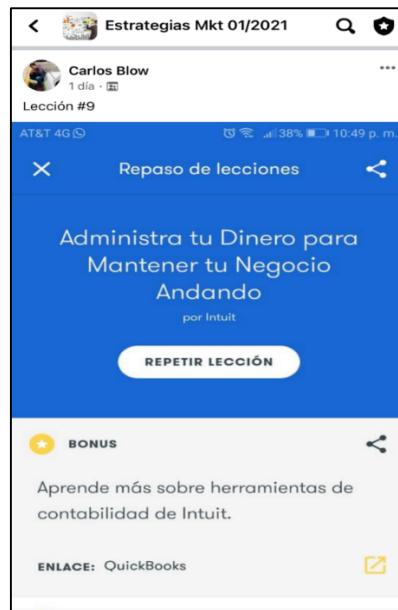 Estrategias Mkt 01/2021
Carlos Blow
1 día
Lección #9
AT&T 4G 38% 10:49 p. m.
Repaso de lecciones
Administra tu Dinero para
Mantener tu Negocio
Andando
por Intuit
REPETIR LECCIÓN
BONUS
Aprende más sobre herramientas de
contabilidad de Intuit.
ENLACE: QuickBooks